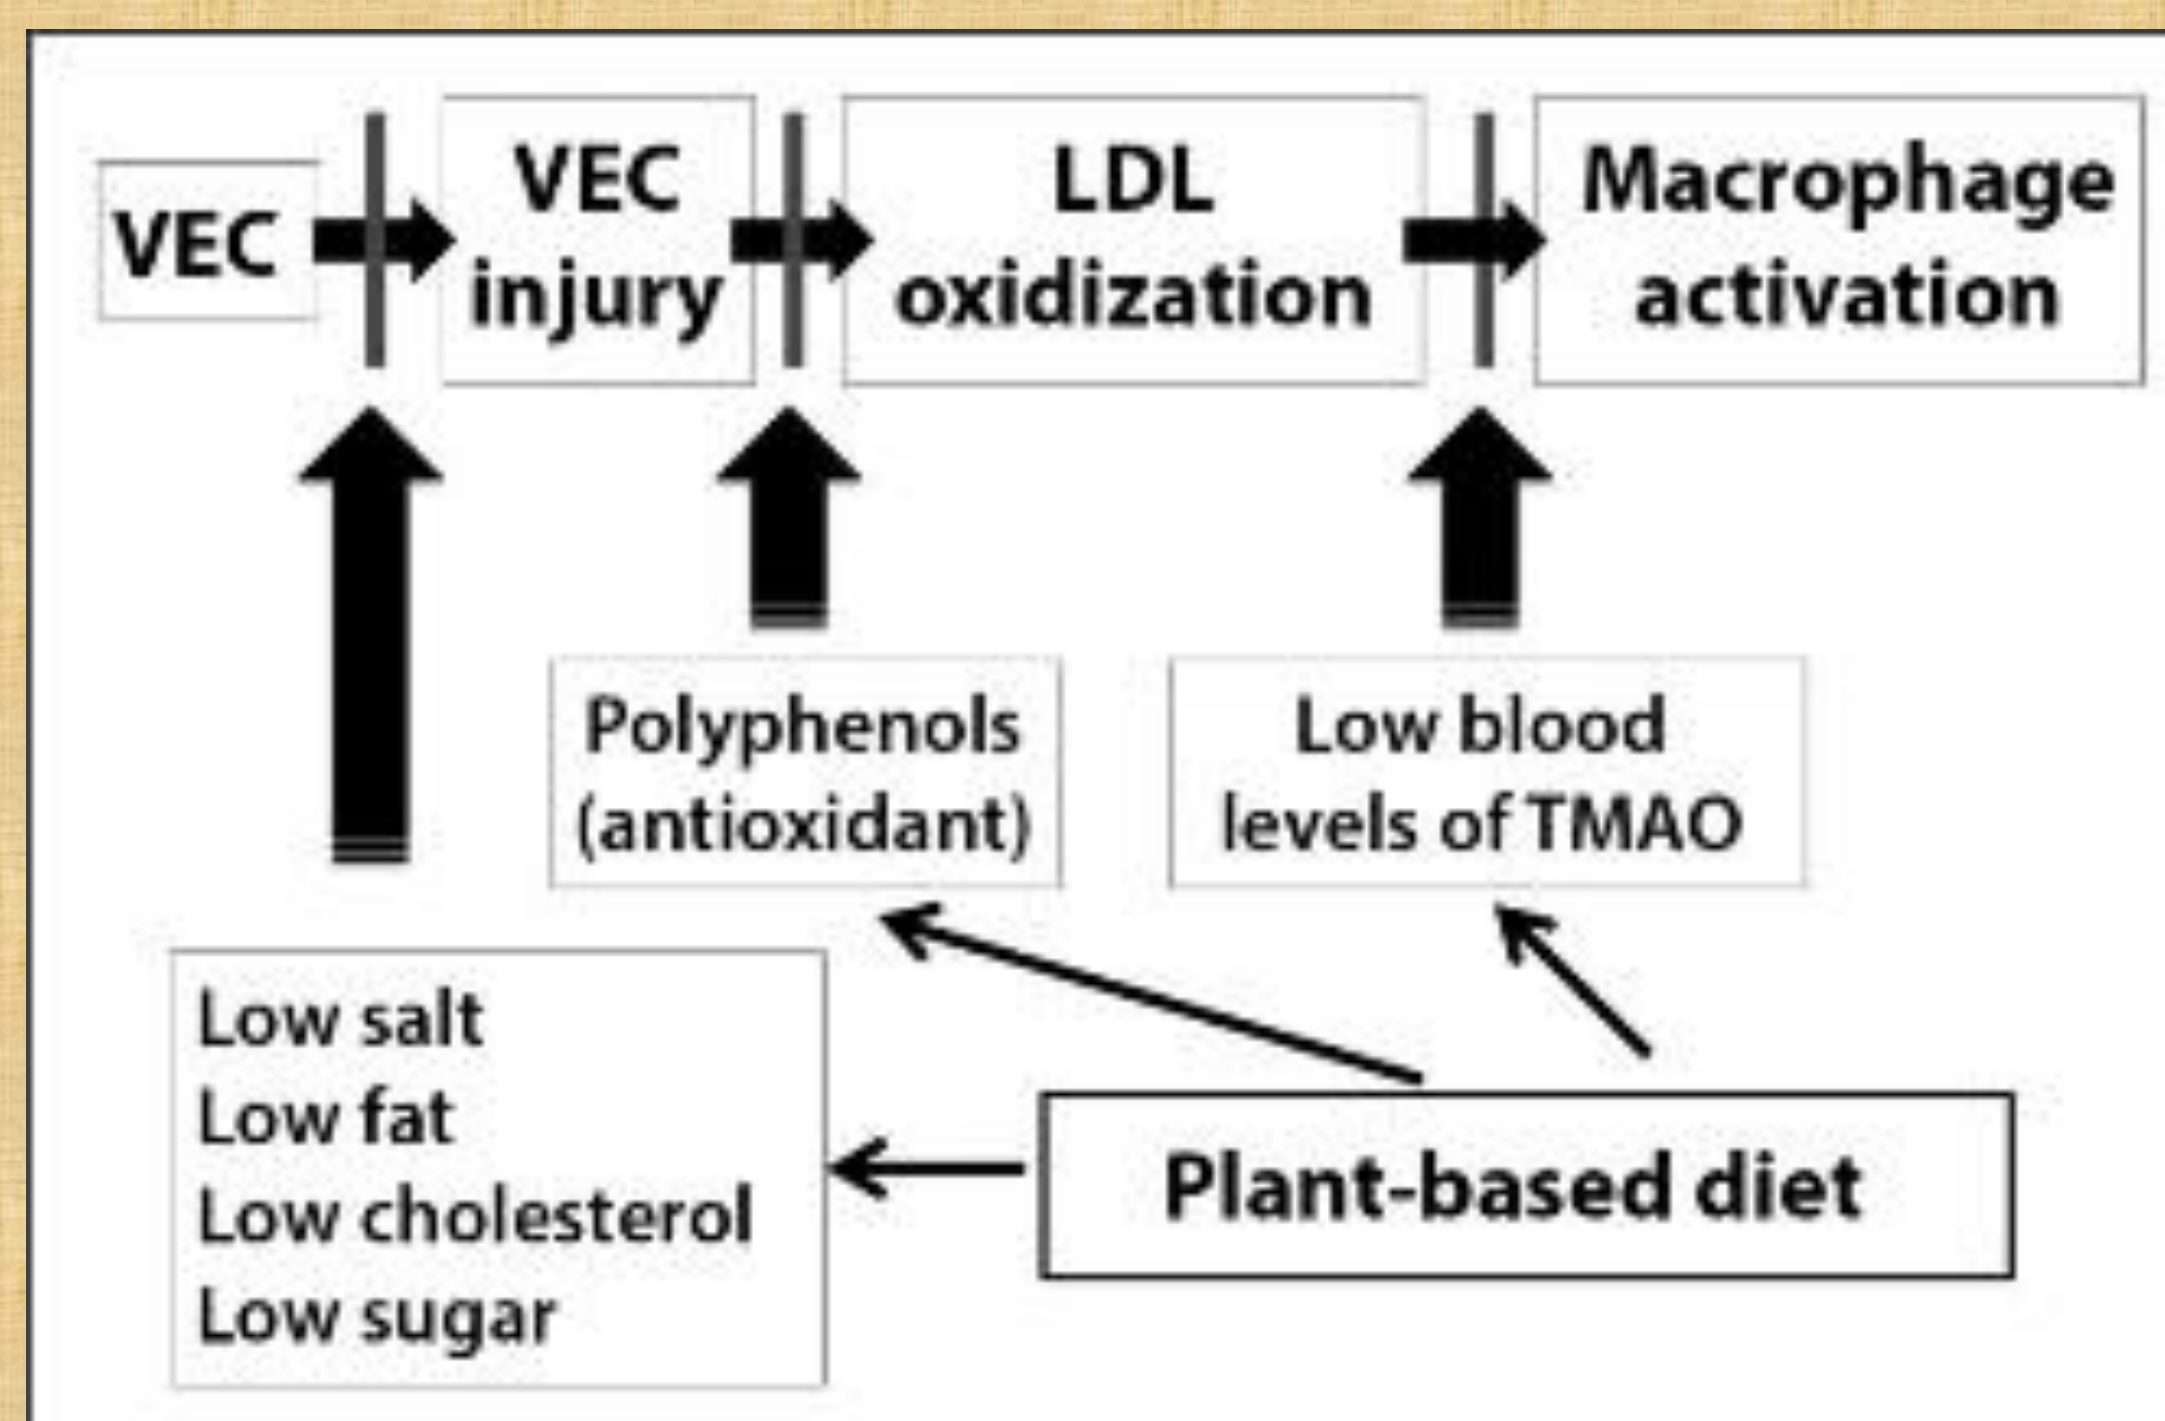 VEC
VEC
injury
LDL
oxidization
Macrophage
activation
Polyphenols
(antioxidant)
Low blood
levels of TMAO
Low salt
Low fat
Low cholesterol
Low sugar
Plant-based diet